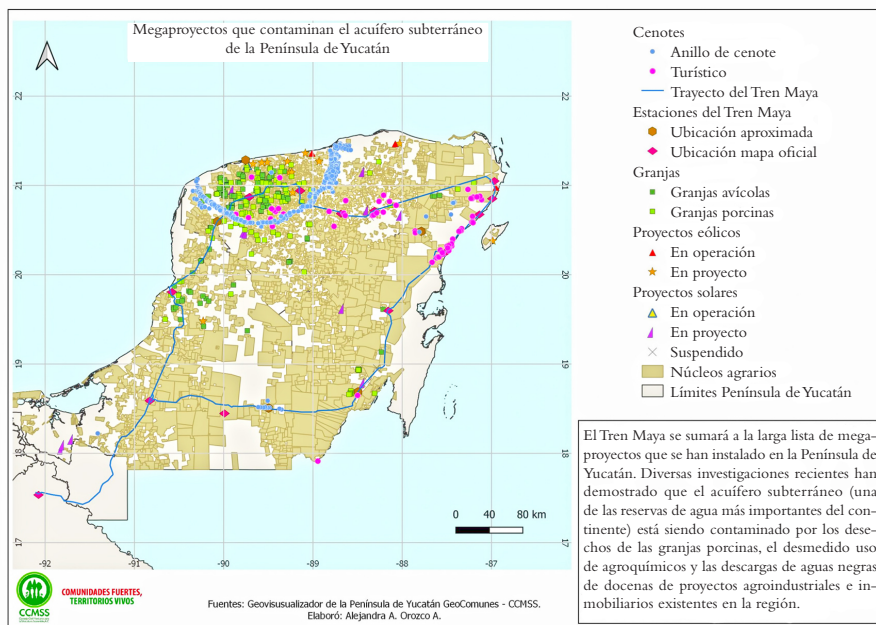 Megaproyectos que contaminan el acuífero subterráneo
de la Península de Yucatán
Cenotes
Anillo de cenote
Turístico
Trayecto del Tren Maya
Estaciones del Tren Maya
Ubicación aproximada
Ubicación mapa oficial
Granjas
Granjas avícolas
Granjas porcinas
Proyectos eólicos
En operación
En proyecto
Proyectos solares
En operación
En proyecto
Suspendido
Núcleos agrarios
Límites Península de Yucatán
22
22
21
21
20
20
19
19
18
18
17
17
-92
-91
-90
-89
-88
-87
0 40 80 km
El Tren Maya se sumará a la larga lista de mega-
proyectos que se han instalado en la Península de
Yucatán. Diversas investigaciones recientes han
demostrado que el acuífero subterráneo (una
de las reservas de agua más importantes del con-
tinente) está siendo contaminado por los dese-
chos de las granjas porcinas, el desmedido uso
de agroquímicos y las descargas de aguas negras
de docenas de proyectos agroindustriales e in-
mobiliarios existentes en la región.
CCMSS
COMUNIDADES FUERTES,
TERRITORIOS VIVOS
Fuentes: Geovisusualizador de la Península de Yucatán GeoComunes - CCMSS.
Elaboró: Alejandra A. Orozco A.